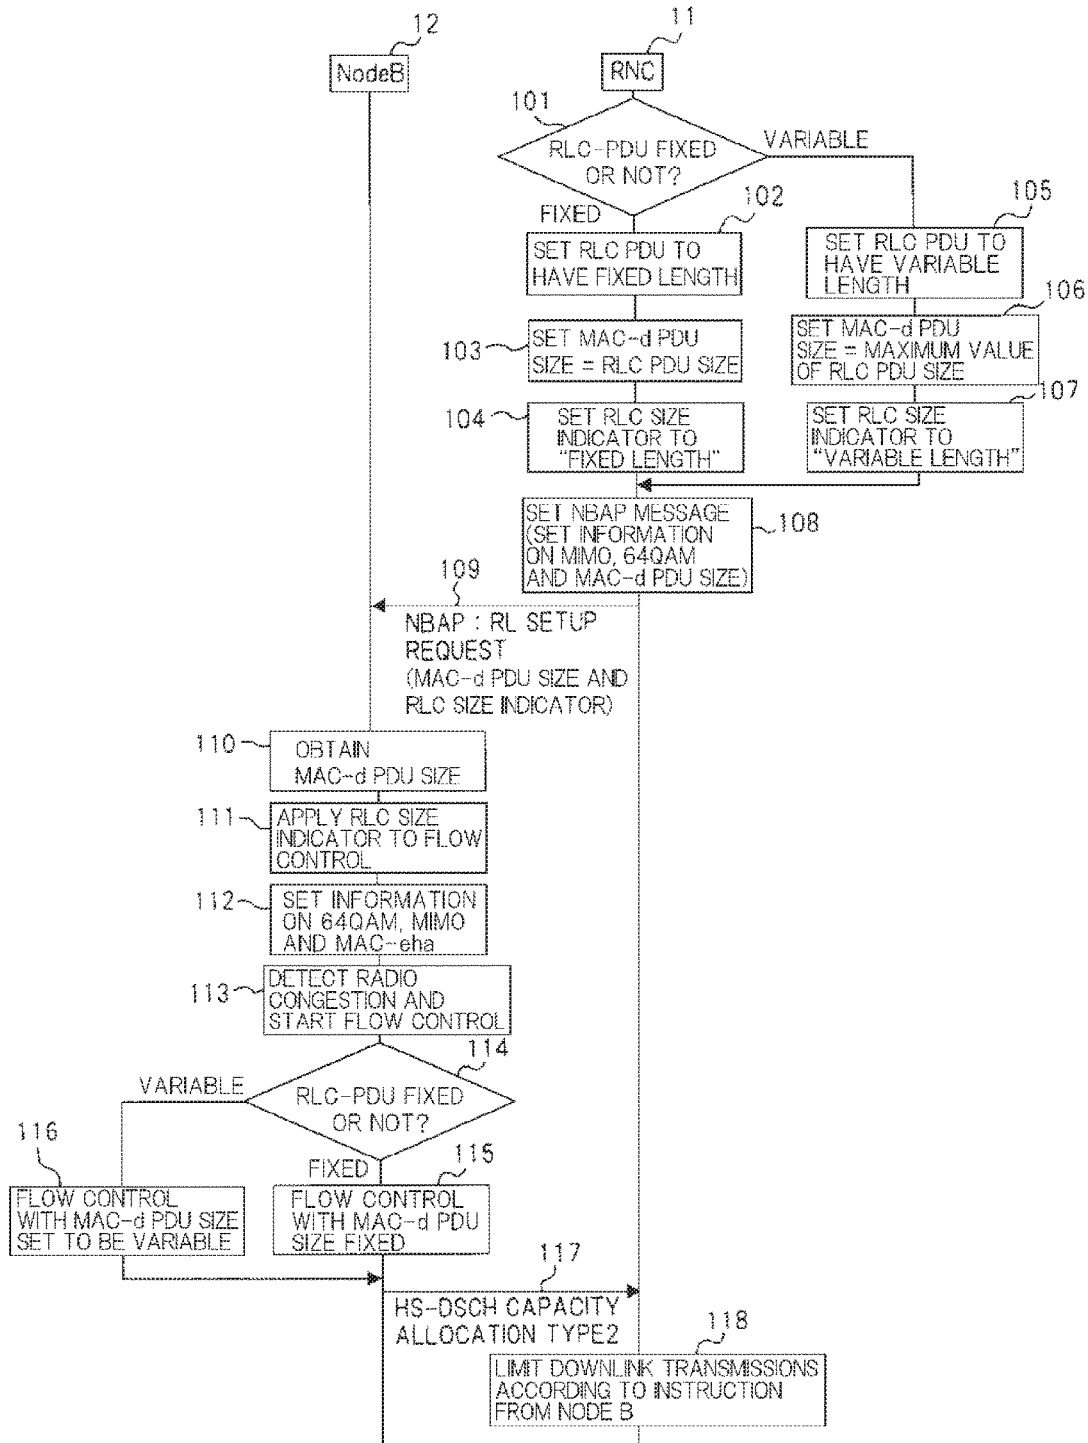 12
11
NodeB
RNC
101
RLC-PDU FIXED
OR NOT?
VARIABLE
FIXED
102
SET RLC PDU TO
HAVE FIXED LENGTH
105
SET RLC PDU TO
HAVE VARIABLE
LENGTH
103
SET MAC-d PDU
SIZE = RLC PDU SIZE
106
SET MAC-d PDU
SIZE = MAXIMUM VALUE
OF RLC PDU SIZE
104
SET RLC SIZE
INDICATOR TO
"FIXED LENGTH"
107
SET RLC SIZE
INDICATOR TO
"VARIABLE LENGTH"
SET NBAP MESSAGE
(SET INFORMATION
ON MIMO, 64QAM
AND MAC-d PDU SIZE)
108
109
NBAP : RL SETUP
REQUEST
(MAC-d PDU SIZE AND
RLC SIZE INDICATOR)
110
OBTAIN
MAC-d PDU SIZE
111
APPLY RLC SIZE
INDICATOR TO FLOW
CONTROL
112
SET INFORMATION
ON 64QAM, MIMO
AND MAC-eha
113
DETECT RADIO
CONGESTION AND
START FLOW CONTROL
114
RLC-PDU FIXED
OR NOT?
VARIABLE
FIXED
116
FLOW CONTROL
WITH MAC-d PDU SIZE
SET TO BE VARIABLE
115
FLOW CONTROL
WITH MAC-d PDU
SIZE FIXED
117
HS-DSCH CAPACITY
ALLOCATION TYPE2
118
LIMIT DOWNLINK TRANSMISSIONS
ACCORDING TO INSTRUCTION
FROM NODE B